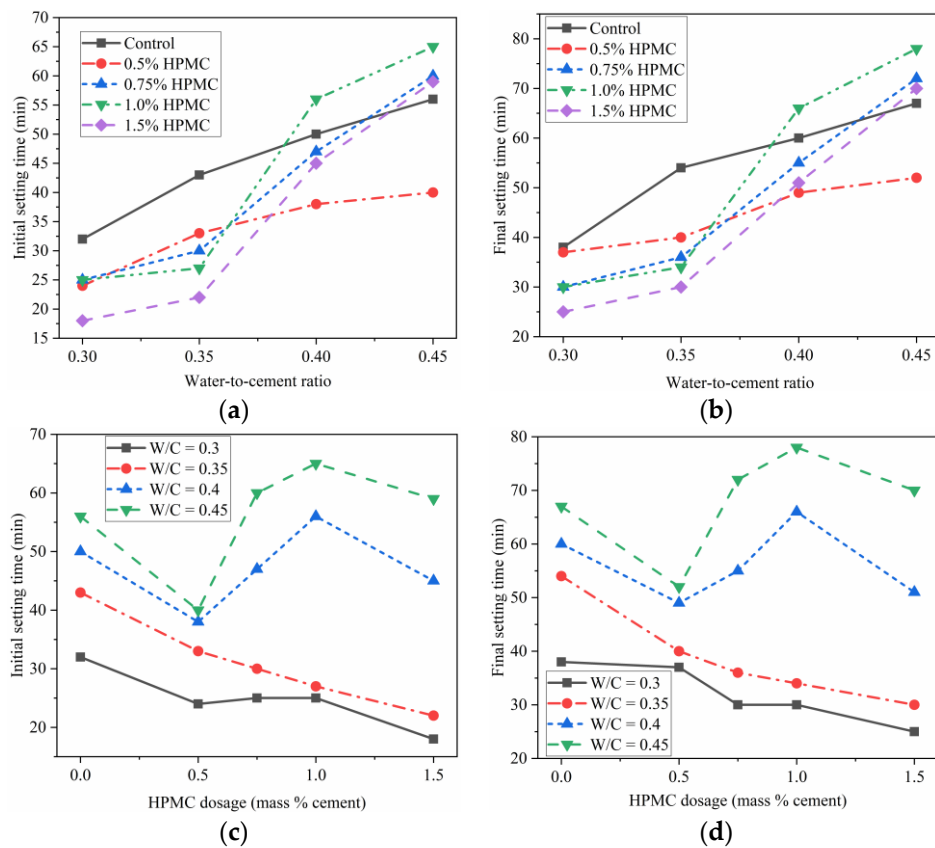 Initial setting time (min)
70
65
60
55
50
45
40
35
30
25
20
15
Control
0.5% HPMC
0.75% HPMC
1.0% HPMC
1.5% HPMC
0.30
0.35
0.40
0.45
Water-to-cement ratio
(a)
Final setting time (min)
80
70
60
50
40
30
20
Control
0.5% HPMC
0.75% HPMC
1.0% HPMC
1.5% HPMC
0.30
0.35
0.40
0.45
Water-to-cement ratio
(b)
Initial setting time (min)
70
60
50
40
30
20
W/C = 0.3
W/C = 0.35
W/C = 0.4
W/C = 0.45
0.0
0.5
1.0
1.5
HPMC dosage (mass % cement)
(c)
Final setting time (min)
80
70
60
50
40
30
20
W/C = 0.3
W/C = 0.35
W/C = 0.4
W/C = 0.45
0.0
0.5
1.0
1.5
HPMC dosage (mass % cement)
(d)